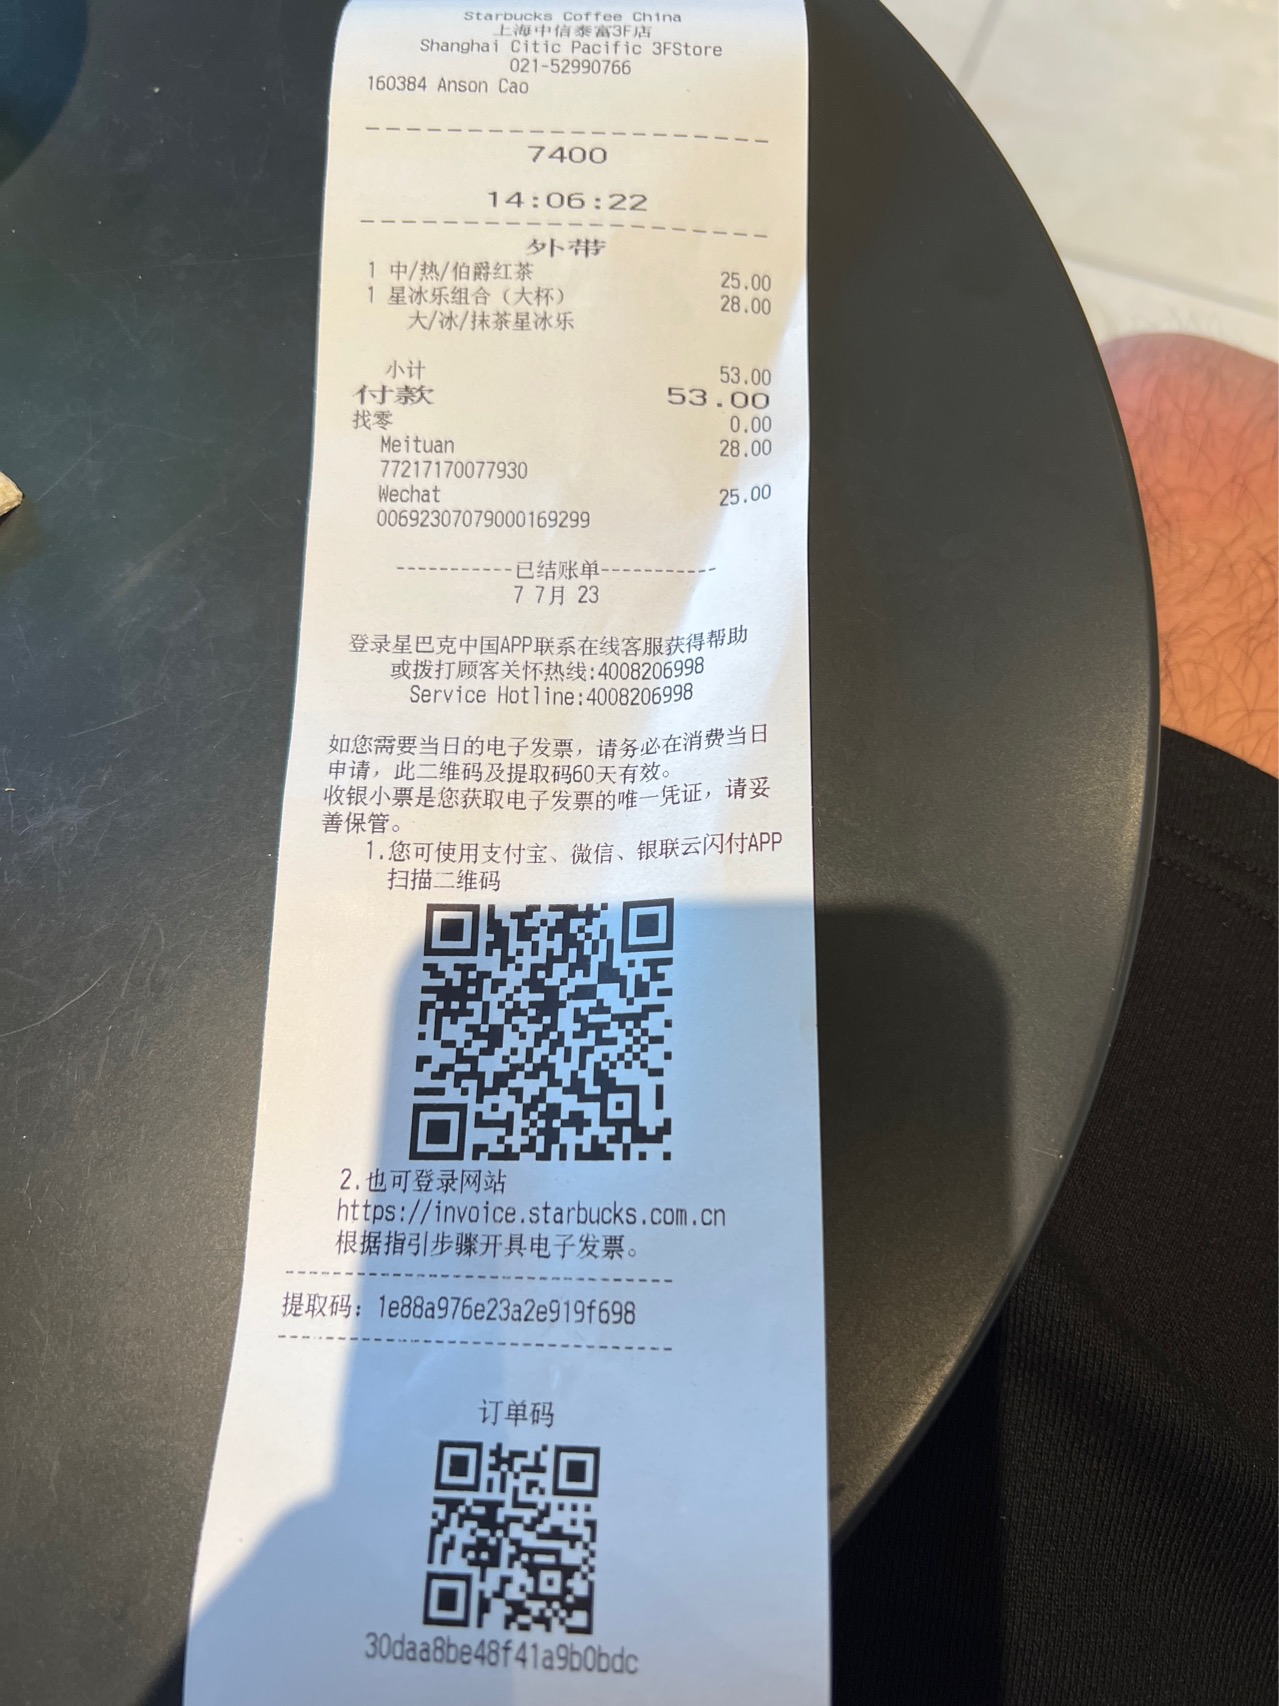 Starbucks Coffee China
上海中信泰富3F店
Shanghai Citic Pacific 3FStore
021-52990766
160384 Anson Cao
7400
14:06:22
外带
1 中/热/伯爵红茶 25.00
1 星冰乐组合（大杯） 28.00
大/冰/抹茶星冰乐
小计 53.00
付款 53.00
找零 0.00
Meituan 28.00
77217170077930
Wechat 25.00
00692307079000169299
-----------已结账单-----------
7 7月 23
登录星巴克中国APP联系在线客服获得帮助
或拨打顾客关怀热线:4008206998
Service Hotline:4008206998
如您需要当日的电子发票，请务必在消费当日
申请，此二维码及提取码60天有效。
收银小票是您获取电子发票的唯一凭证，请妥
善保管。
1.您可使用支付宝、微信、银联云闪付APP
扫描二维码
2.也可登录网站
https://invoice.starbucks.com.cn
根据指引步骤开具电子发票。
提取码：1e88a976e23a2e919f698
订单码
30daa8be48f41a9b0bdc